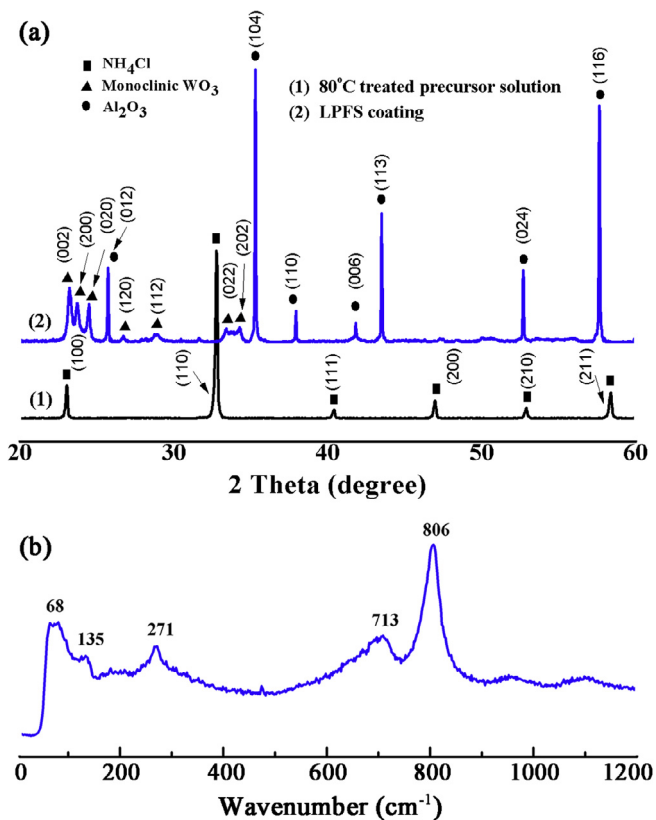 (a)
■ NH₄Cl
▲ Monoclinic WO₃
● Al₂O₃
(1) 80°C treated precursor solution
(2) LPFS coating
(002)
(200)
(020)
(012)
(120)
(112)
(022)
(202)
(104)
(110)
(006)
(113)
(024)
(116)
(2)
(100)
(110)
(111)
(200)
(210)
(211)
(1)
20 30 40 50 60
2 Theta (degree)
(b)
68
135
271
713
806
0 200 400 600 800 1000 1200
Wavenumber (cm⁻¹)